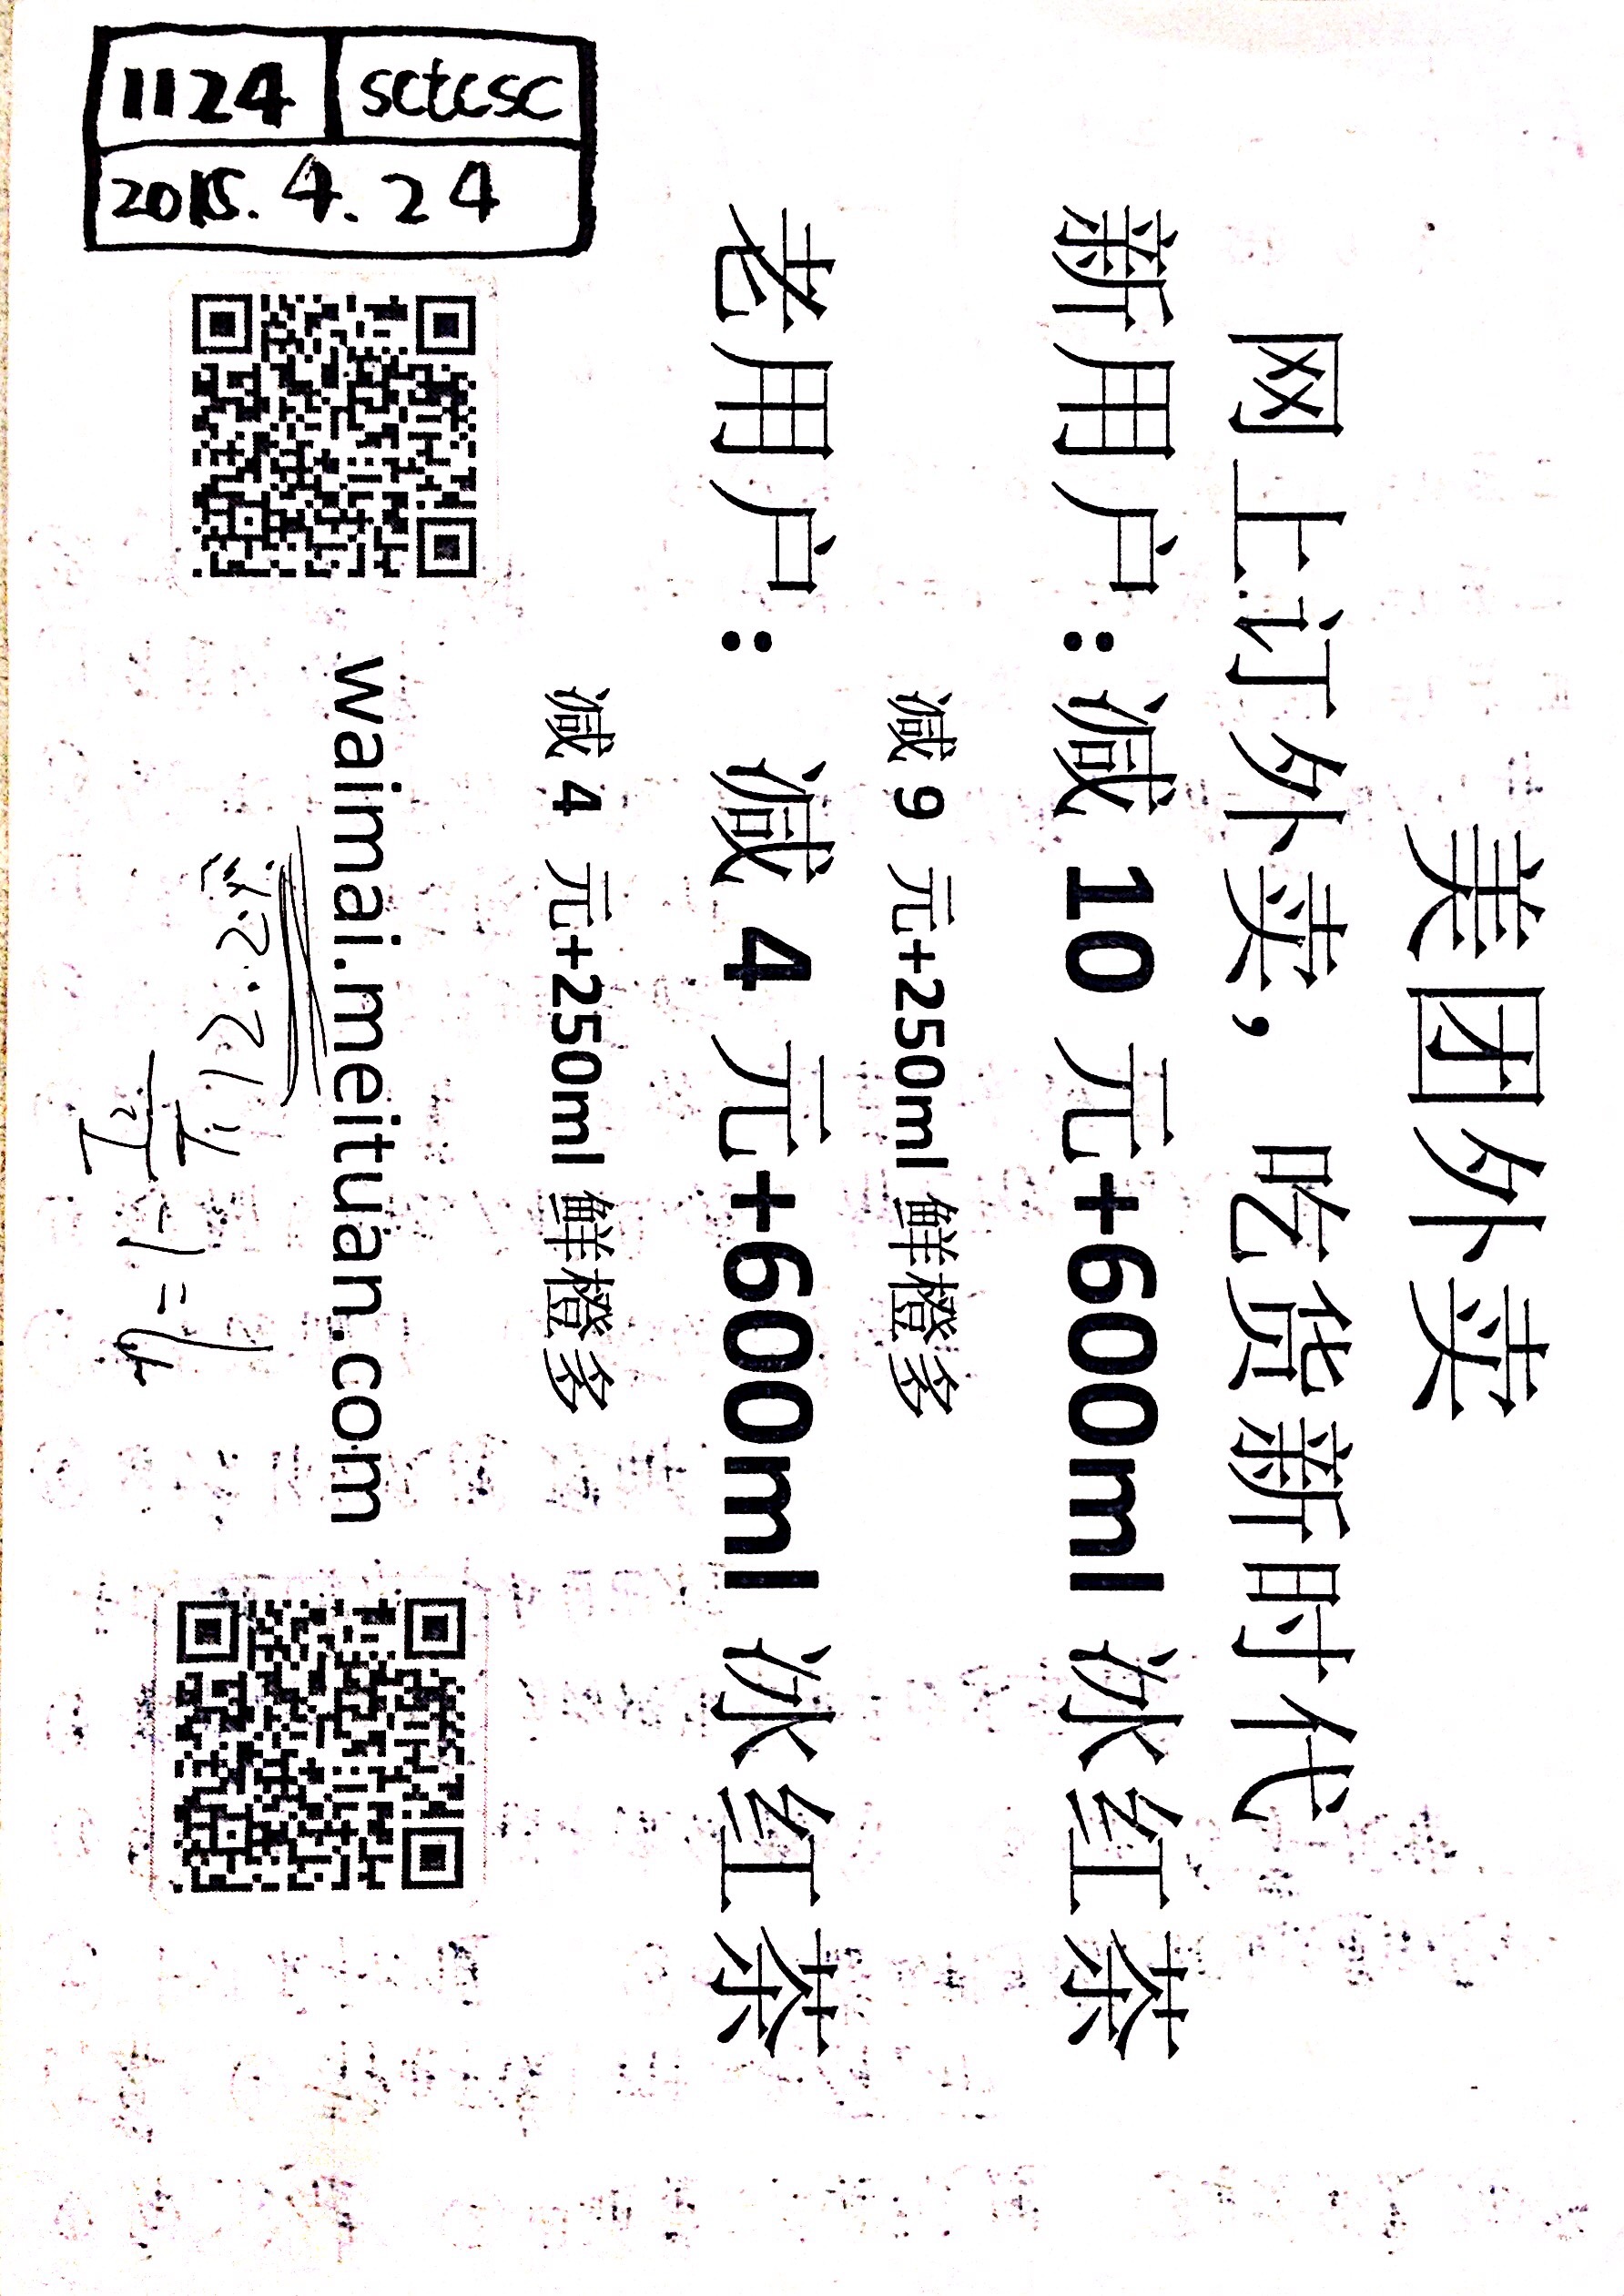 1124 sctcsc
2015.4.24
美团外卖
网上订外卖，吃货新时代
新用户：减 10 元+600ml 冰红茶
减 9 元+250ml 鲜橙多
老用户： 减 4 元+600ml 冰红茶
减 4 元+250ml 鲜橙多
waimai.meituan.com